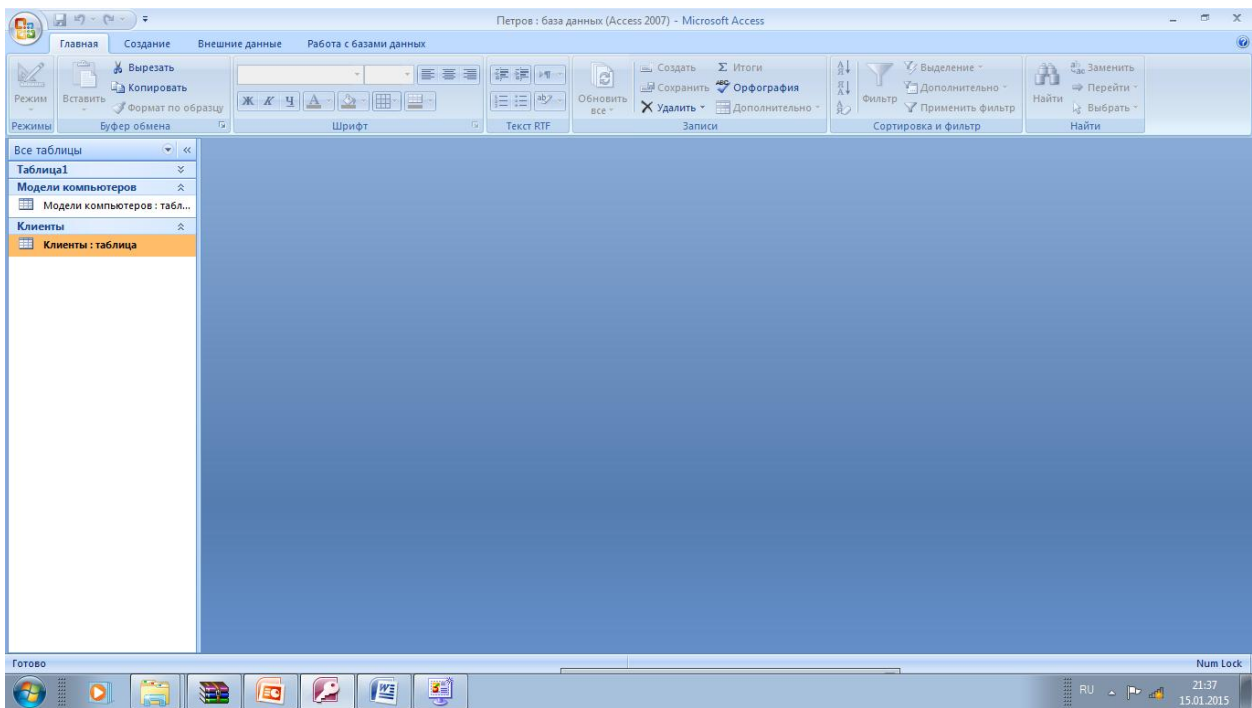 Петров : база данных (Access 2007) - Microsoft Access
Главная Создание Внешние данные Работа с базами данных
Режим
Режимы
Вставить
Вырезать
Копировать
Формат по образцу
Буфер обмена
Ж К Ч А
Шрифт
ab
Текст RTF
Обновить
все
Создать Σ Итоги
Сохранить ABC Орфография
Удалить Дополнительно
Записи
А
Я
Я
А
Фильтр
Выделение
Дополнительно
Применить фильтр
Сортировка и фильтр
Найти
Заменить
Перейти
Выбрать
Найти
Все таблицы «
Таблица1
Модели компьютеров
Модели компьютеров : табл...
Клиенты
Клиенты : таблица
Готово Num Lock
RU 21:37
15.01.2015